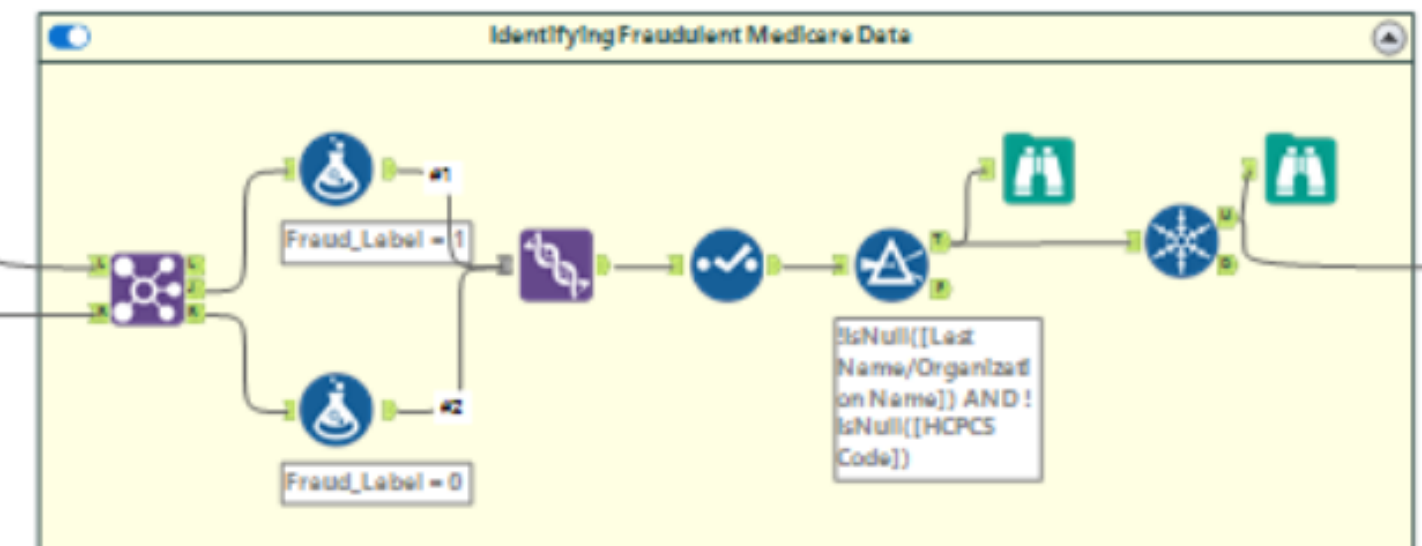 Identifying Fraudulent Medicare Data
#1
Fraud_Label = 1
L
L
J
R
R
T
F
U
D
!IsNull([Last
Name/Organizati
on Name]) AND !
IsNull([HCPCS
Code])
#2
Fraud_Label = 0